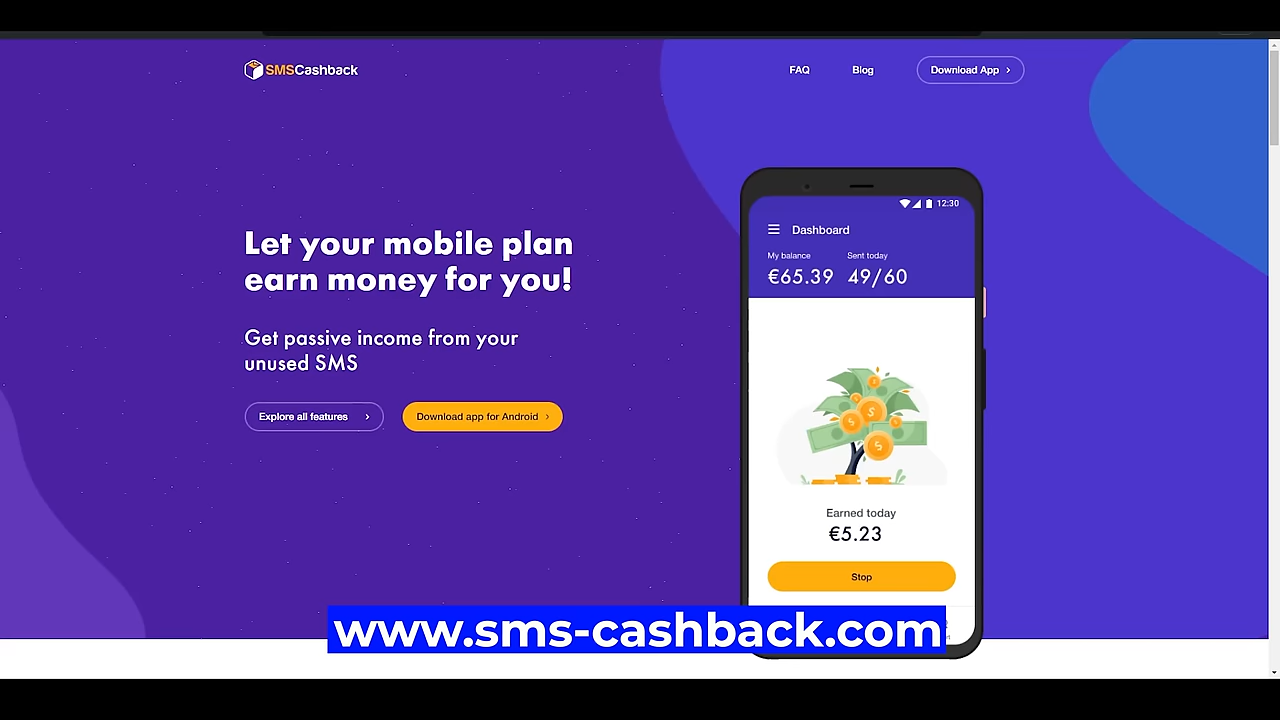 SMSCashback
FAQ
Blog
Download App
Let your mobile plan
earn money for you!
Get passive income from your
unused SMS
Explore all features
Download app for Android
12:30
Dashboard
My balance
Sent today
€65.39
49/60
Earned today
€5.23
Stop
www.sms-cashback.com